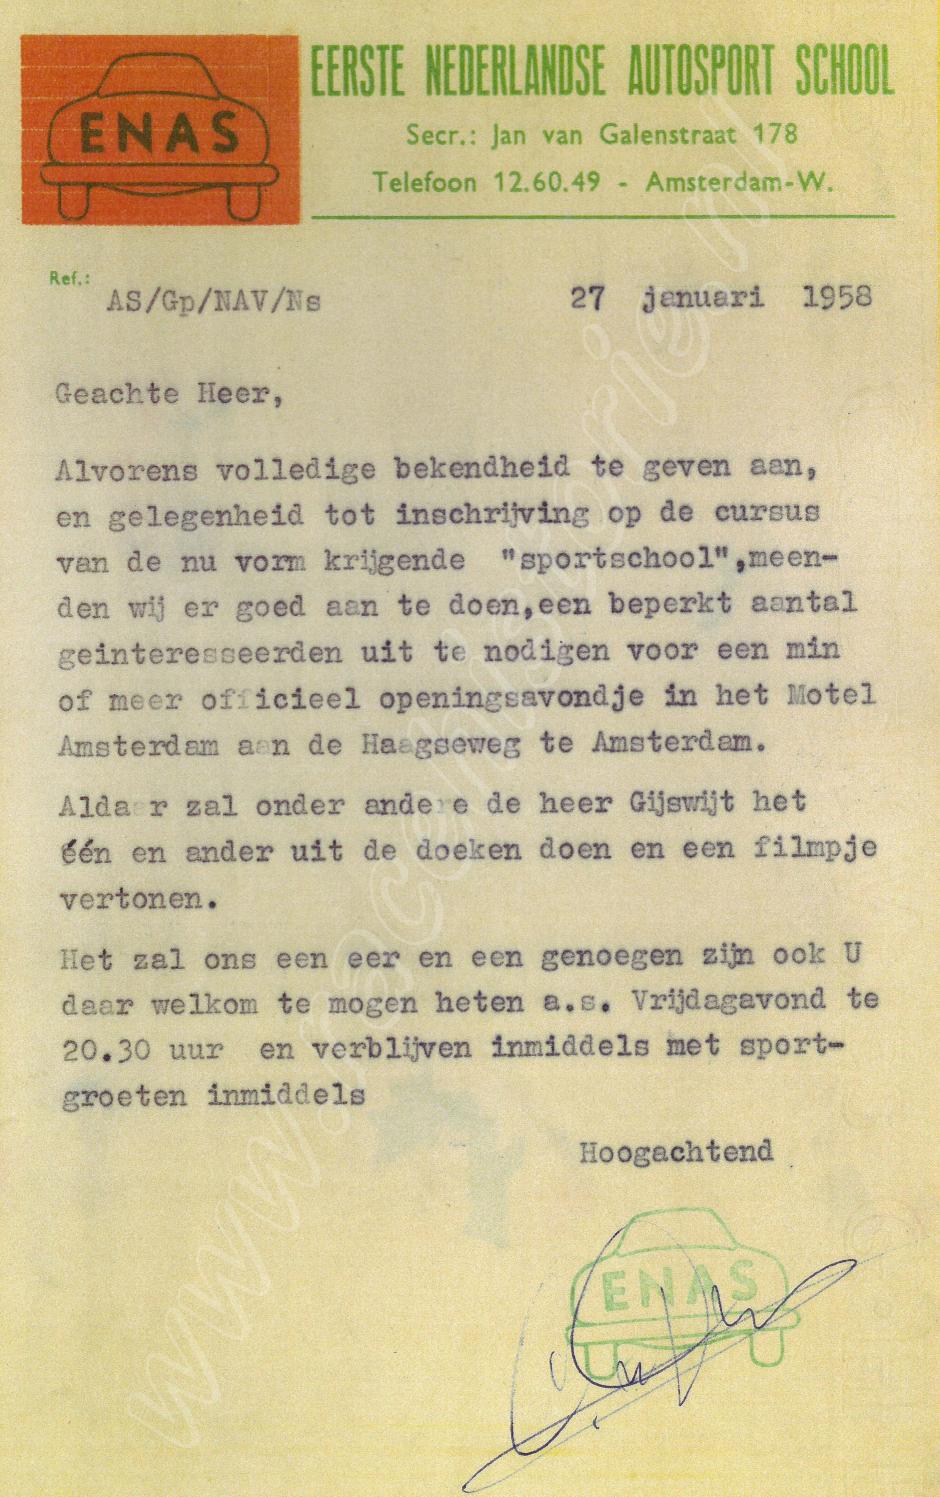 ENAS
EERSTE NEDERLANDSE AUTOSPORT SCHOOL
Secr.: Jan van Galenstraat 178
Telefoon 12.60.49 - Amsterdam-W.
Ref.:
AS/Gp/NAV/Ns 27 januari 1958
Geachte Heer,
Alvorens volledige bekendheid te geven aan,
en gelegenheid tot inschrijving op de cursus
van de nu vorm krijgende "sportschool",meen-
den wij er goed aan te doen,een beperkt aantal
geinteresseerden uit te nodigen voor een min
of meer officieel openingsavondje in het Motel
Amsterdam aan de Haagseweg te Amsterdam.
Aldaar zal onder andere de heer Gijswijt het
één en ander uit de doeken doen en een filmpje
vertonen.
Het zal ons een eer en een genoegen zijn ook U
daar welkom te mogen heten a.s. Vrijdagavond te
20.30 uur en verblijven inmiddels met sport-
groeten inmiddels
Hoogachtend
ENAS